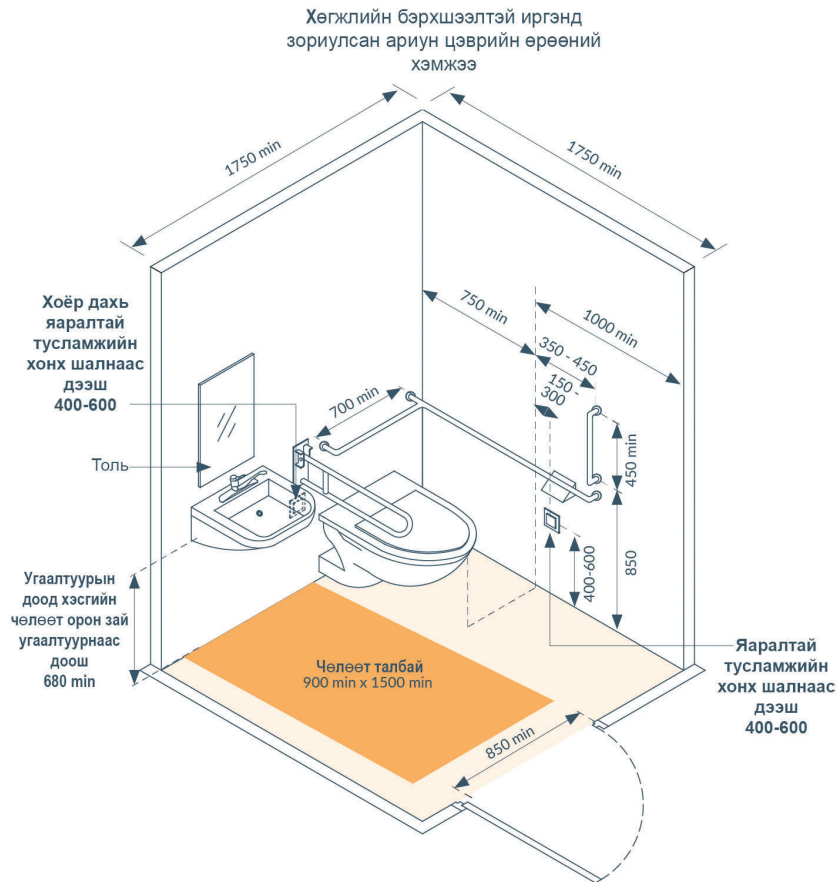 Хөгжлийн бэрхшээлтэй иргэнд
зориулсан ариун цэврийн өрөөний
хэмжээ
1750 min
1750 min
Хоёр дахь
яаралтай
тусламжийн
хонх шалнаас
дээш
400-600
750 min
1000 min
350 - 450
150 -
300
700 min
450 min
Толь
850
400-600
Угаалтуурын
доод хэсгийн
чөлөөт орон зай
угаалтуурнаас
доош
680 min
Чөлөөт талбай
900 min x 1500 min
Яаралтай
тусламжийн
хонх шалнаас
дээш
400-600
850 min